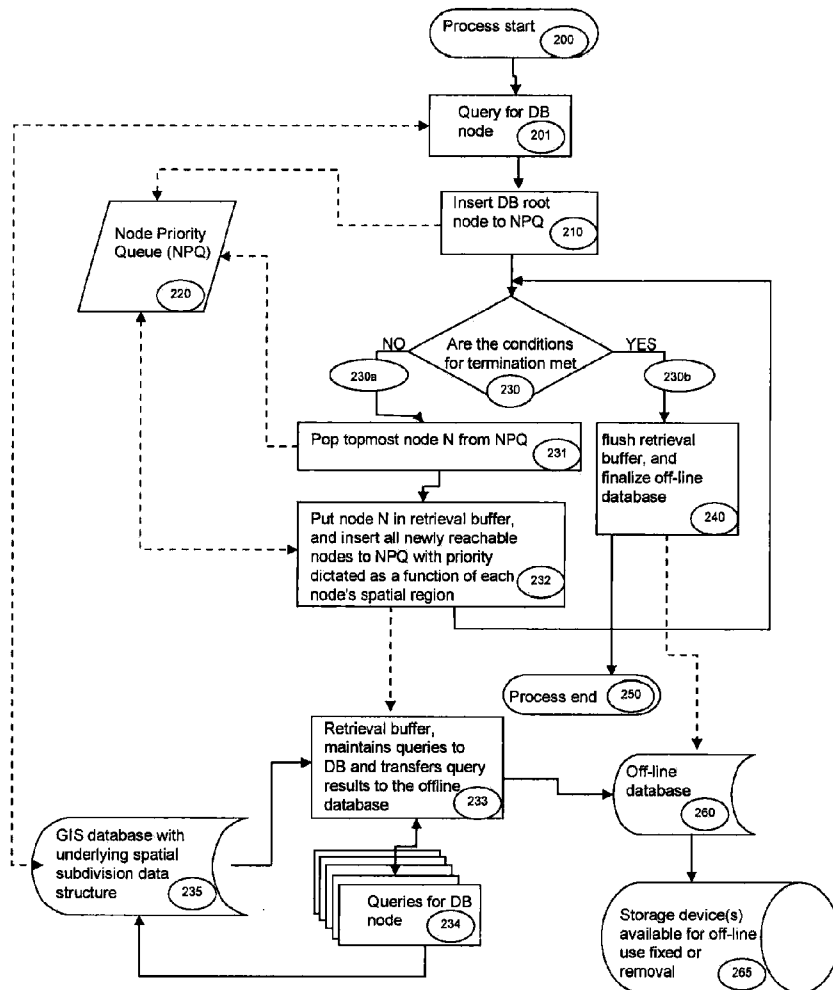 Process start
200
Query for DB
node
201
Insert DB root
node to NPQ
210
Node Priority
Queue (NPQ)
220
NO
Are the conditions
for termination met
YES
230a
230
230b
Pop topmost node N from NPQ
231
flush retrieval
buffer, and
finalize off-line
database
240
Put node N in retrieval buffer,
and insert all newly reachable
nodes to NPQ with priority
dictated as a function of each
node's spatial region
232
Process end
250
Retrieval buffer,
maintains queries to
DB and transfers query
results to the offline
database
233
Off-line
database
260
GIS database with
underlying spatial
subdivision data
structure
235
Queries for DB
node
234
Storage device(s)
available for off-line
use fixed or
removal
265